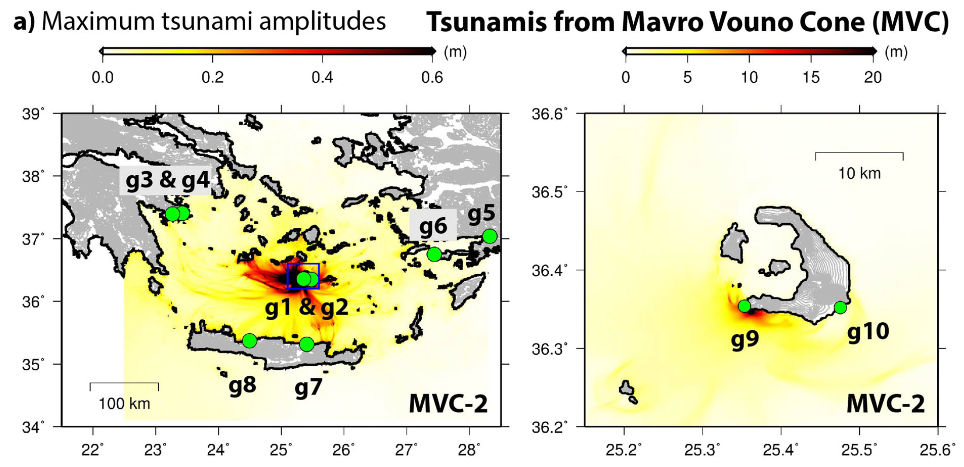 a) Maximum tsunami amplitudes
Tsunamis from Mavro Vouno Cone (MVC)
(m)
0.0 0.2 0.4 0.6
(m)
0 5 10 15 20
39°
38°
37°
36°
35°
34°
22° 23° 24° 25° 26° 27° 28°
g3 & g4
g5
g6
g1 & g2
g8
g7
100 km
MVC-2
36.6°
36.5°
36.4°
36.3°
36.2°
25.2° 25.3° 25.4° 25.5° 25.6°
10 km
g9
g10
MVC-2